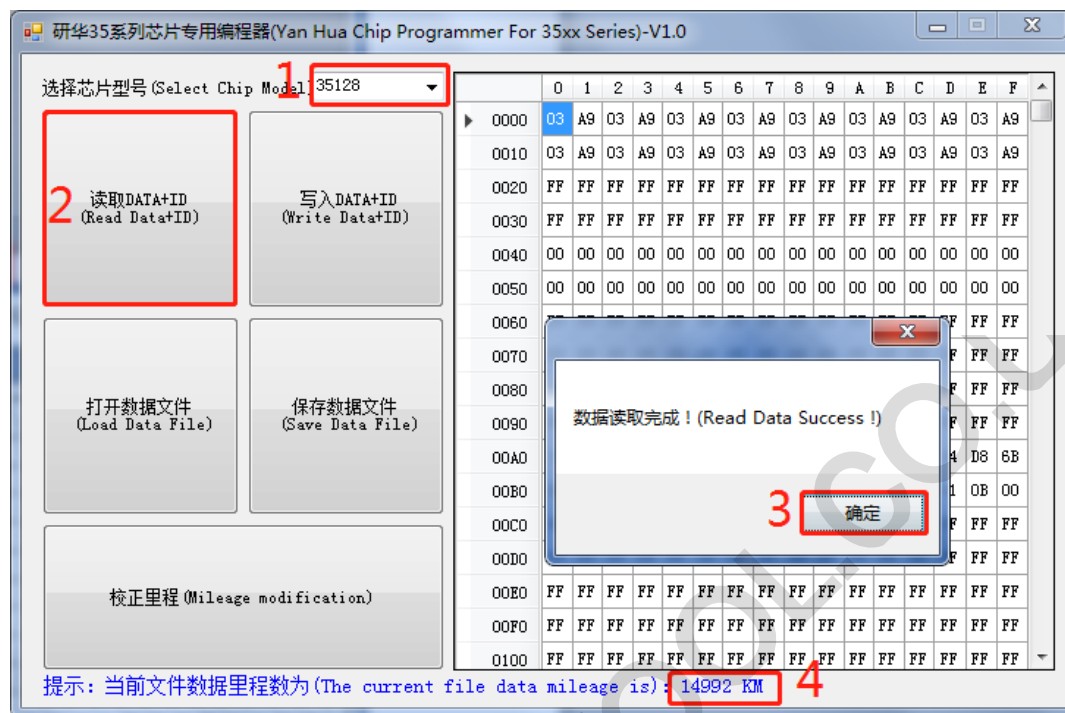 研华35系列芯片专用编程器(Yan Hua Chip Programmer For 35xx Series)-V1.0
选择芯片型号(Select Chip Model) 1 35128
2 读取DATA+ID
(Read Data+ID)
写入DATA+ID
(Write Data+ID)
打开数据文件
(Load Data File)
保存数据文件
(Save Data File)
校正里程(Mileage modification)
0 1 2 3 4 5 6 7 8 9 A B C D E F
0000 03 A9 03 A9 03 A9 03 A9 03 A9 03 A9 03 A9 03 A9
0010 03 A9 03 A9 03 A9 03 A9 03 A9 03 A9 03 A9 03 A9
0020 FF FF FF FF FF FF FF FF FF FF FF FF FF FF FF FF
0030 FF FF FF FF FF FF FF FF FF FF FF FF FF FF FF FF
0040 00 00 00 00 00 00 00 00 00 00 00 00 00 00 00 00
0050 00 00 00 00 00 00 00 00 00 00 00 00 00 00 00 00
0060 FF FF
0070 FF FF
0080 FF FF
0090 FF FF
00A0 D8 6B
00B0 0B 00
00C0 FF FF
00D0 FF FF
00E0 FF FF FF FF FF FF FF FF FF FF FF FF FF FF FF FF
00F0 FF FF FF FF FF FF FF FF FF FF FF FF FF FF FF FF
0100 FF FF FF FF FF FF FF FF FF FF FF FF FF FF FF FF
数据读取完成！(Read Data Success !)
3 确定
提示: 当前文件数据里程数为(The current file data mileage is): 14992 KM 4